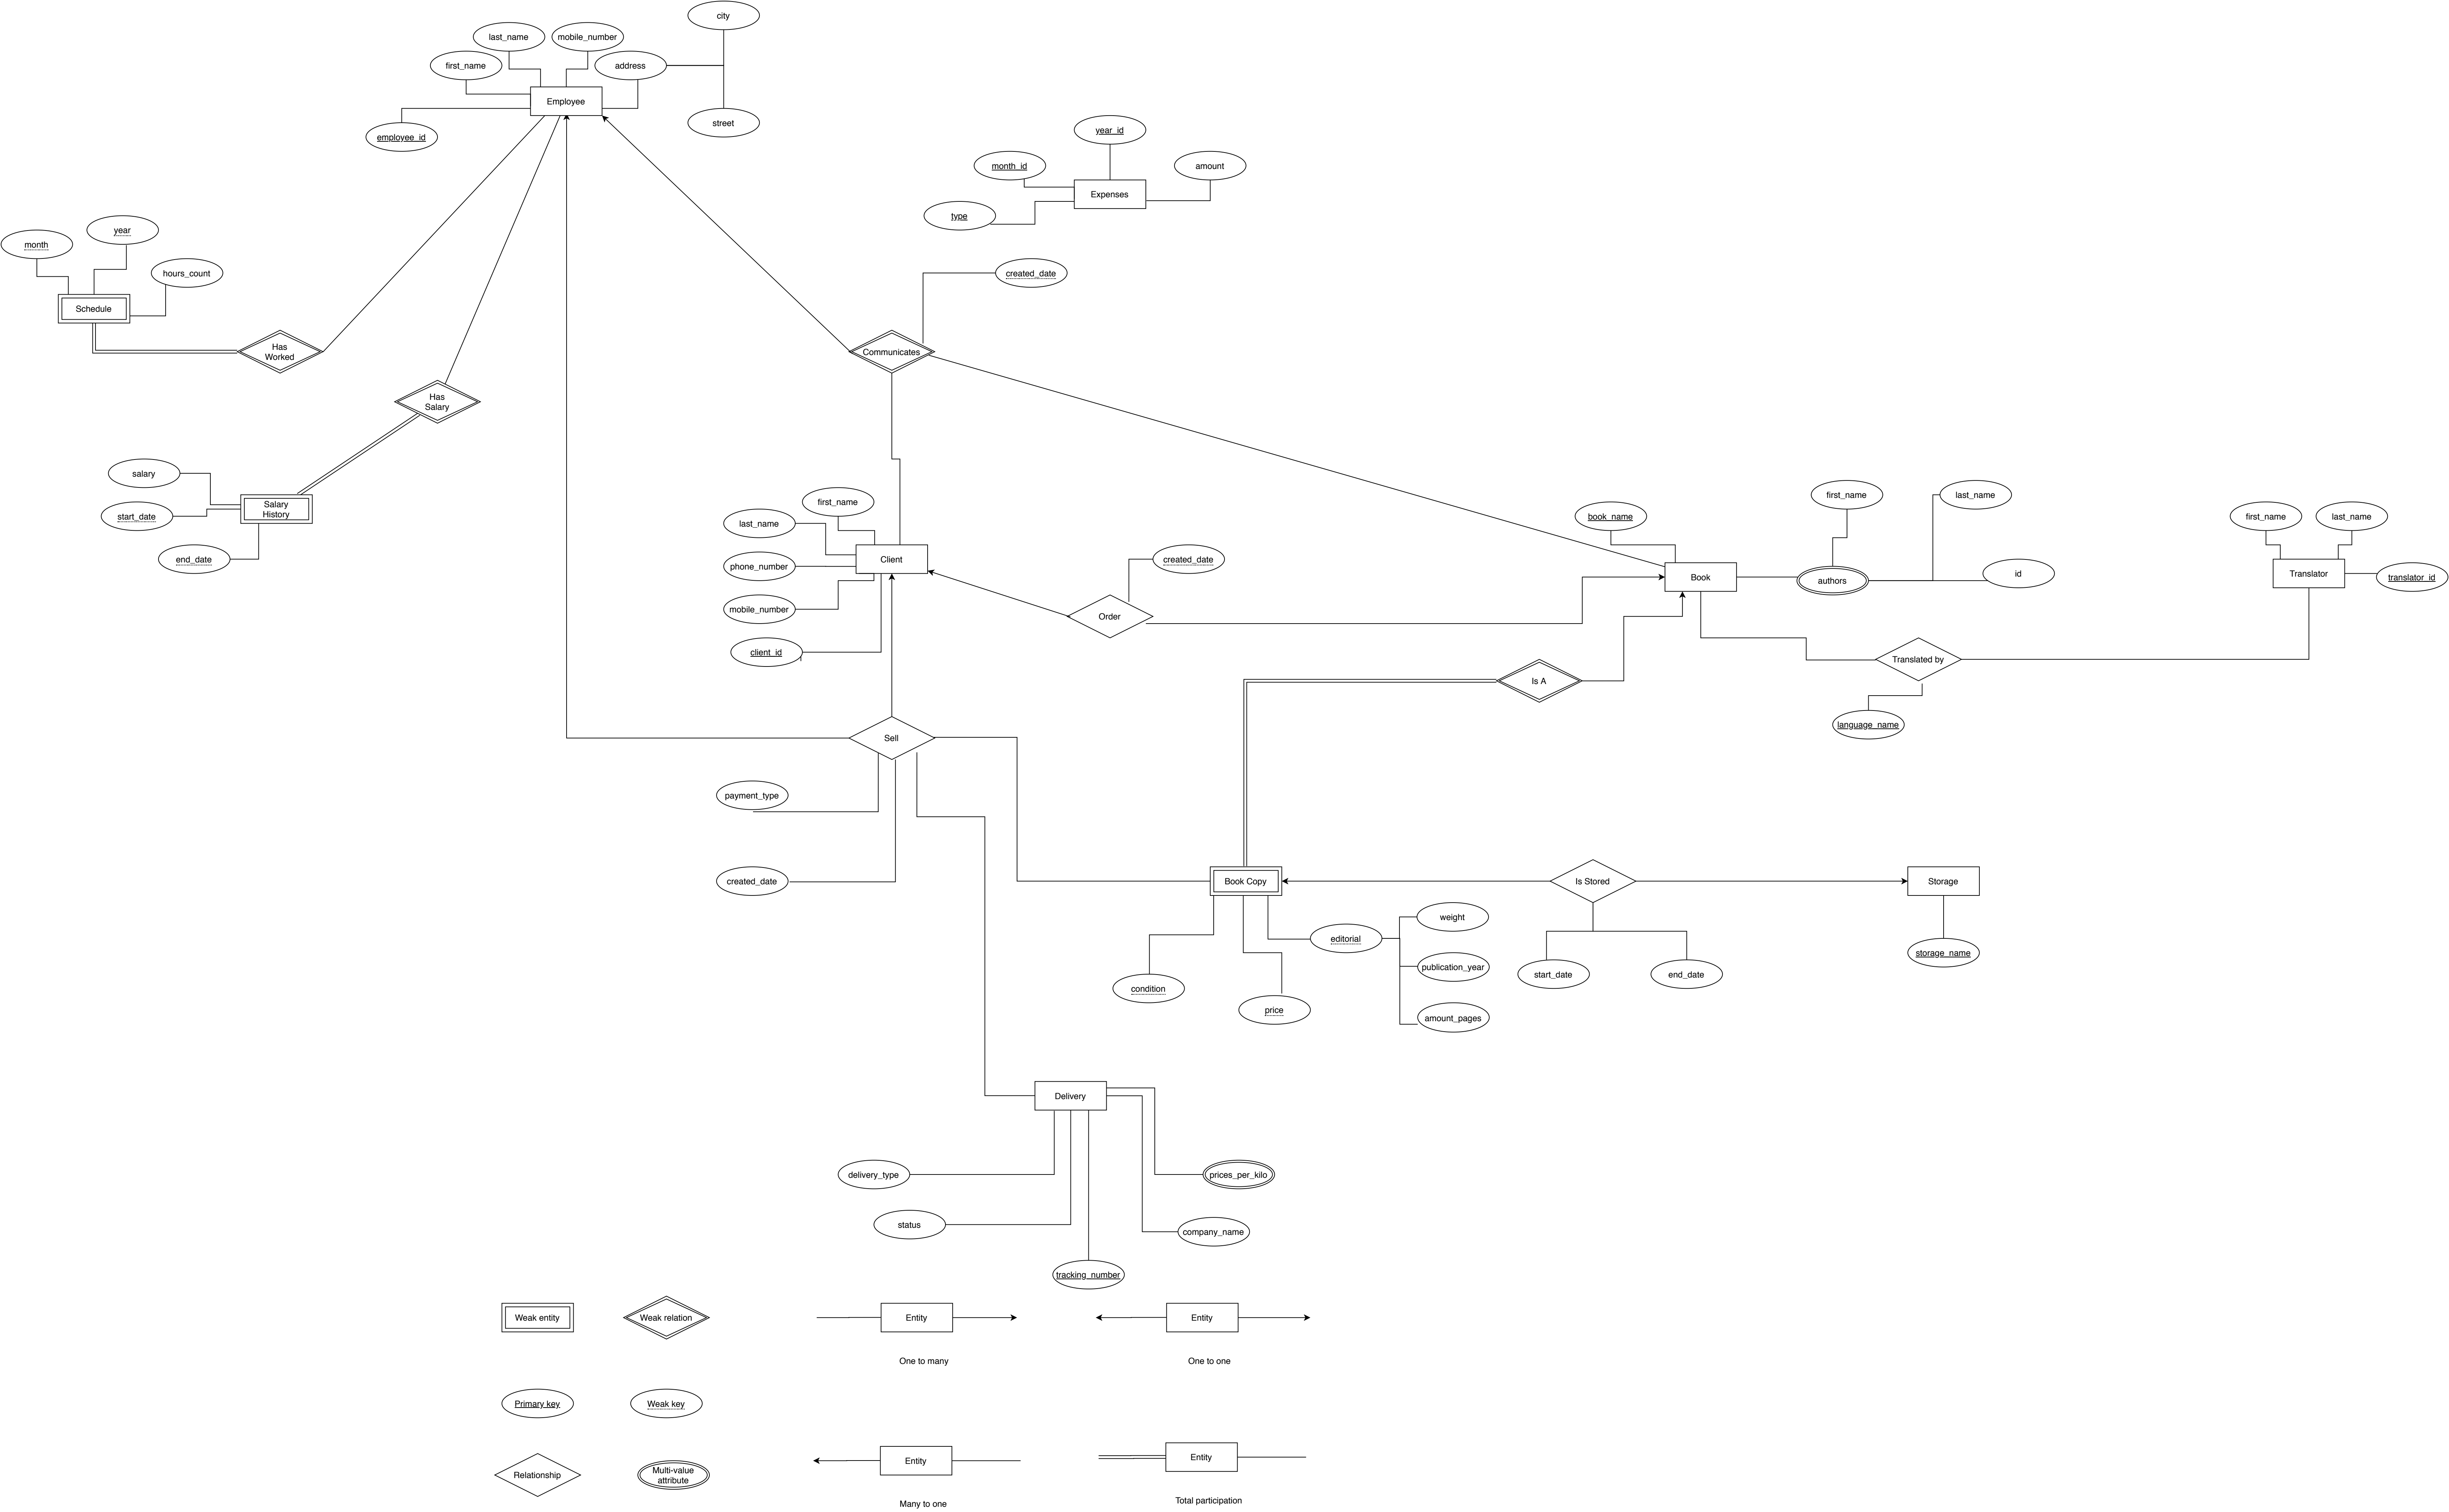 city
last_name
mobile_number
first_name
address
Employee
employee_id
street
year_id
month_id
amount
Expenses
type
month
year
hours_count
Schedule
created_date
Has
Worked
Communicates
Has
Salary
salary
start_date
Salary
History
end_date
first_name
last_name
Client
phone_number
mobile_number
client_id
created_date
Order
book_name
first_name
last_name
Book
authors
id
first_name
last_name
Translator
translator_id
Translated by
Is A
language_name
Sell
payment_type
created_date
Book Copy
Is Stored
Storage
weight
editorial
publication_year
start_date
end_date
storage_name
condition
price
amount_pages
Delivery
delivery_type
prices_per_kilo
status
company_name
tracking_number
Weak entity
Weak relation
Entity
Entity
One to many
One to one
Primary key
Weak key
Entity
Entity
Relationship
Multi-value
attribute
Many to one
Total participation